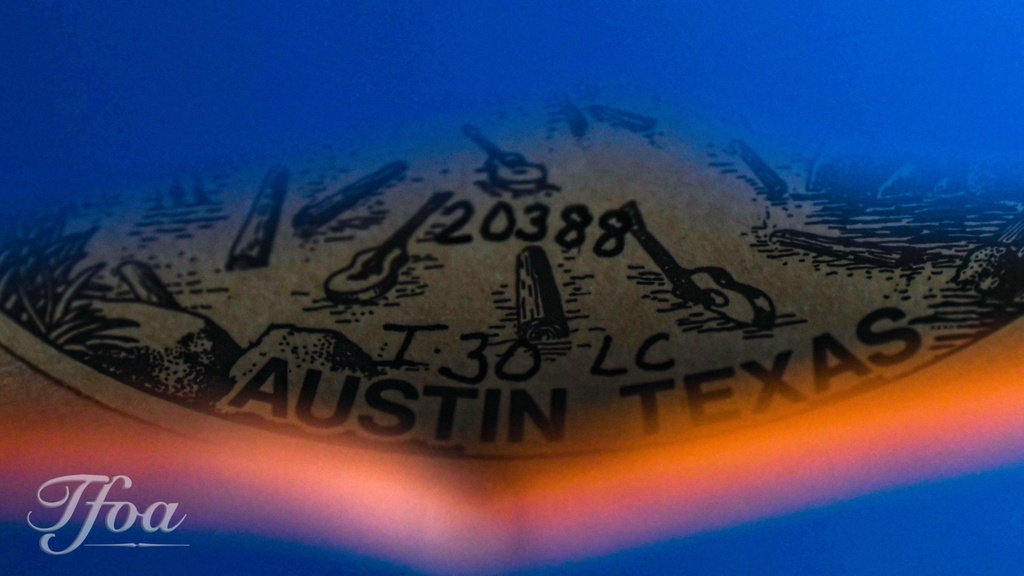 20388
I-30 LC
AUSTIN TEXAS
Tfoa